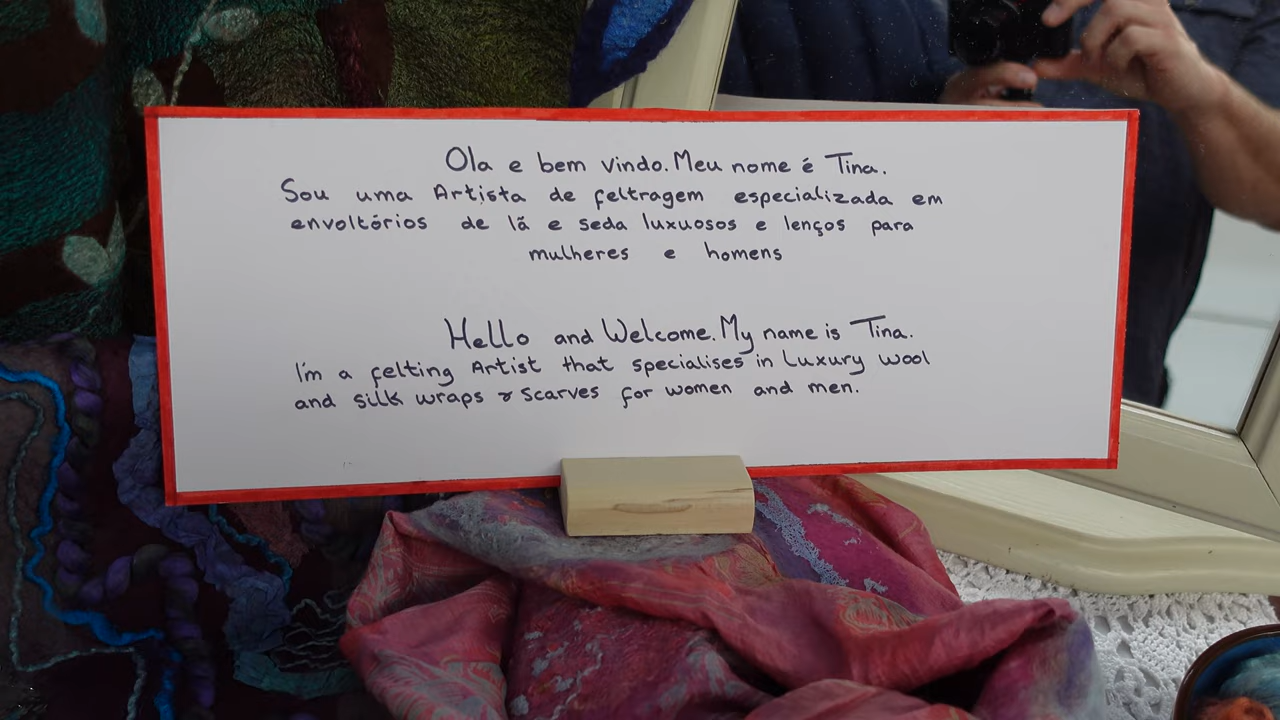 Ola e bem vindo. Meu nome é Tina.
Sou uma Artista de feltragem especializada em
envoltórios de lã e seda luxuosos e lenços para
mulheres e homens
Hello and Welcome. My name is Tina.
I'm a felting Artist that specialises in Luxury wool
and silk wraps & Scarves for women and men.